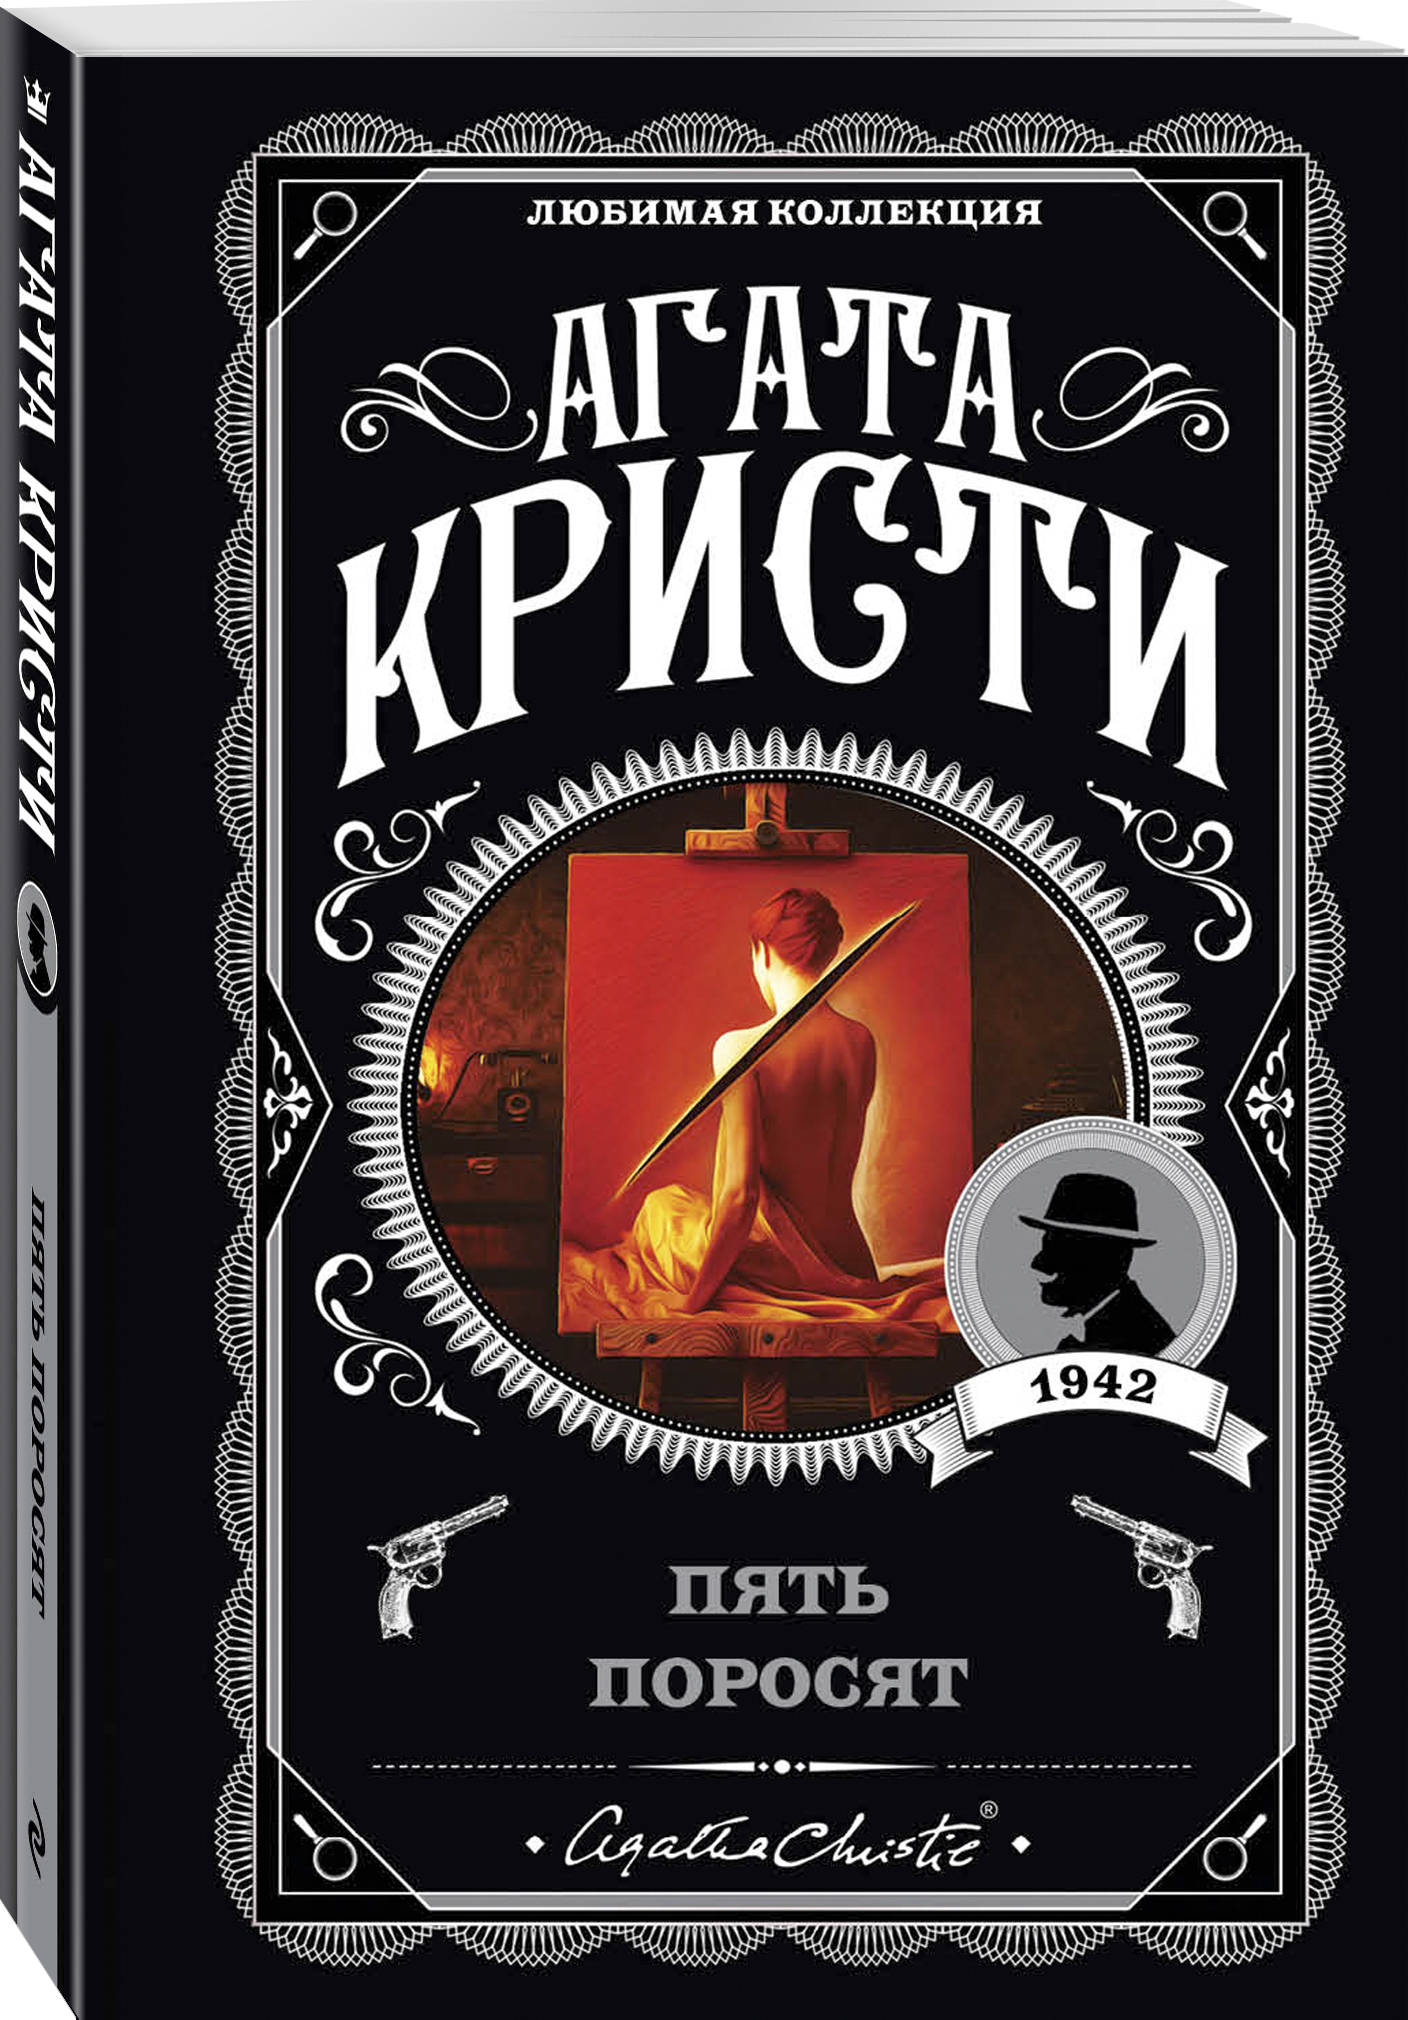 ЛЮБИМАЯ КОЛЛЕКЦИЯ
АГАТА
КРИСТИ
1942
ПЯТЬ
ПОРОСЯТ
Agatha Christie®
АГАТА КРИСТИ
ПЯТЬ ПОРОСЯТ